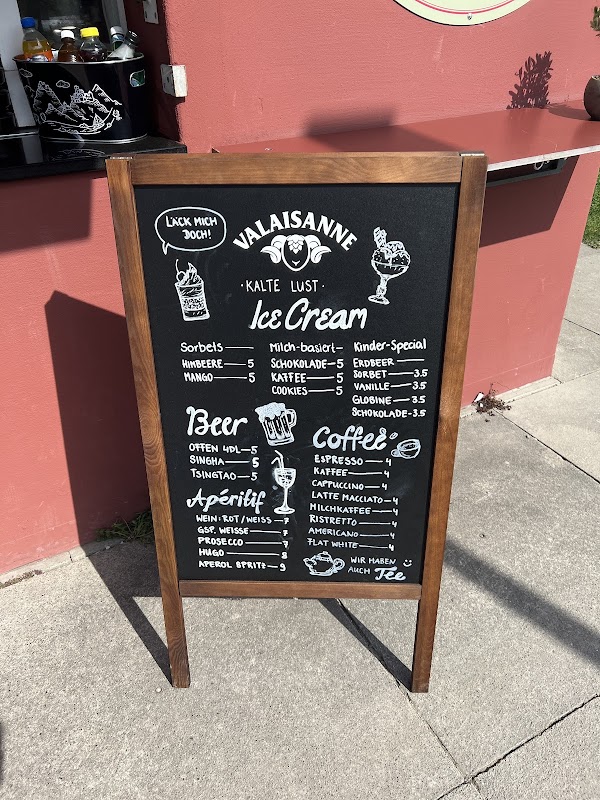 LÄCK MICH
DOCH!
VALAISANNE
·KALTE LUST·
Ice Cream
Sorbets
HIMBEERE — 5
MANGO — 5
Milch-basiert
SCHOKOLADE — 5
KAFFEE — 5
COOKIES — 5
Kinder-Special
ERDBEER
SORBET — 3.5
VANILLE — 3.5
GLOBINE — 3.5
SCHOKOLADE - 3.5
Beer
OFFEN 4DL — 5
SINGHA — 5
TSINGTAO — 5
Apéritif
WEIN: ROT / WEISS — 7
GSP. WEISSE — 7
PROSECCO — 7
HUGO — 8
APEROL SPRITZ — 9
Coffee
ESPRESSO — 4
KAFFEE — 4
CAPPUCCINO — 4
LATTE MACCIATO — 4
MILCHKAFFEE — 4
RISTRETTO — 4
AMERICANO — 4
FLAT WHITE — 4
WIR HABEN
AUCH Tee